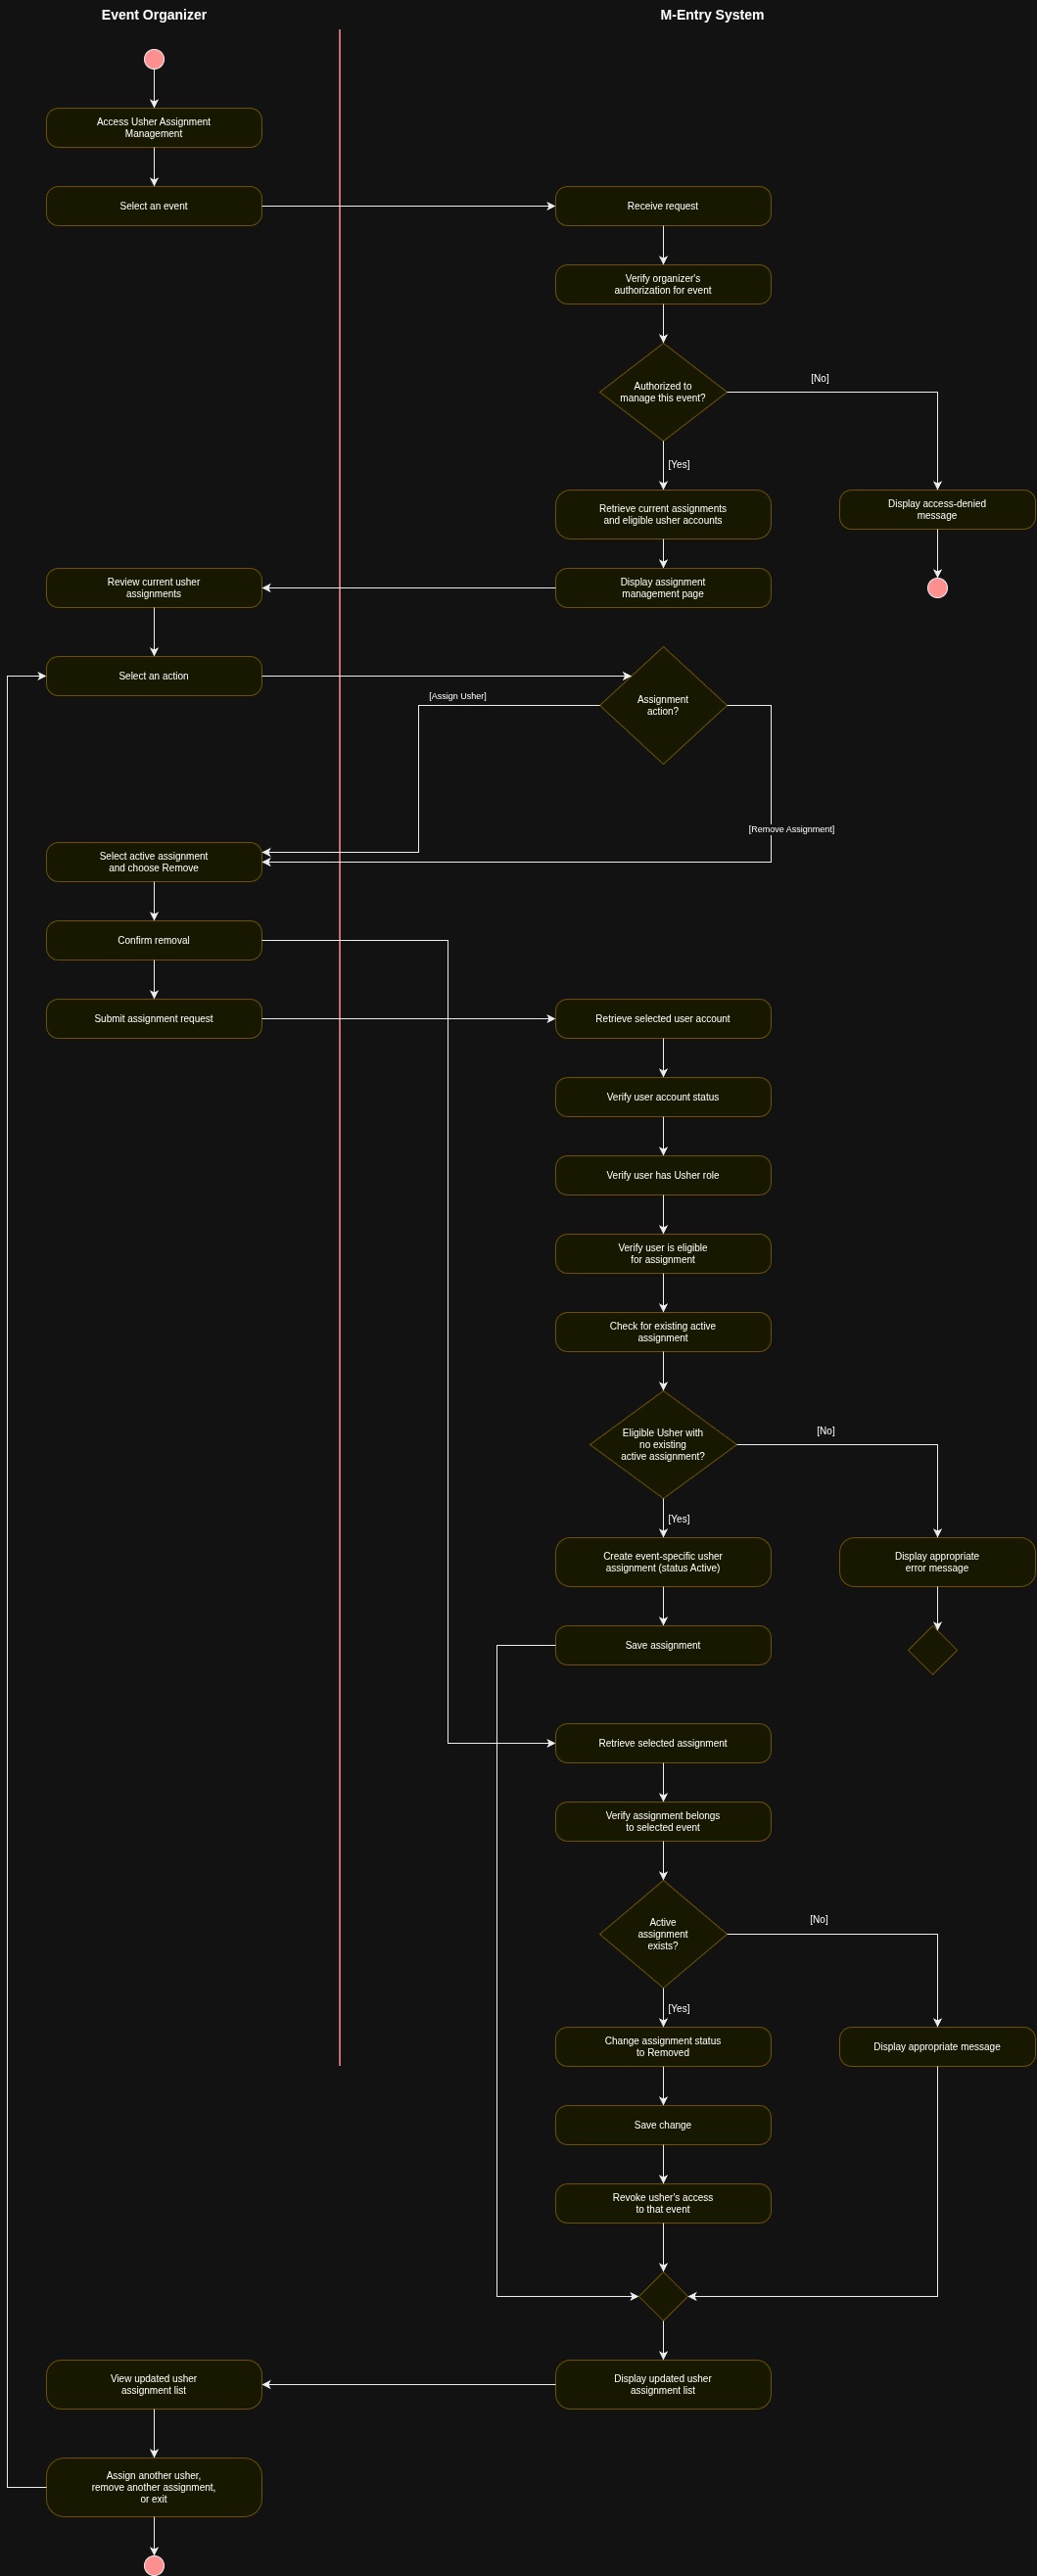 Event Organizer
M-Entry System
Access Usher Assignment
Management
Select an event
Receive request
Verify organizer's
authorization for event
Authorized to
manage this event?
[No]
[Yes]
Retrieve current assignments
and eligible usher accounts
Display access-denied
message
Review current usher
assignments
Display assignment
management page
Select an action
[Assign Usher]
Assignment
action?
[Remove Assignment]
Select active assignment
and choose Remove
Confirm removal
Submit assignment request
Retrieve selected user account
Verify user account status
Verify user has Usher role
Verify user is eligible
for assignment
Check for existing active
assignment
Eligible Usher with
no existing
active assignment?
[No]
[Yes]
Create event-specific usher
assignment (status Active)
Display appropriate
error message
Save assignment
Retrieve selected assignment
Verify assignment belongs
to selected event
Active
assignment
exists?
[No]
[Yes]
Change assignment status
to Removed
Display appropriate message
Save change
Revoke usher's access
to that event
View updated usher
assignment list
Display updated usher
assignment list
Assign another usher,
remove another assignment,
or exit